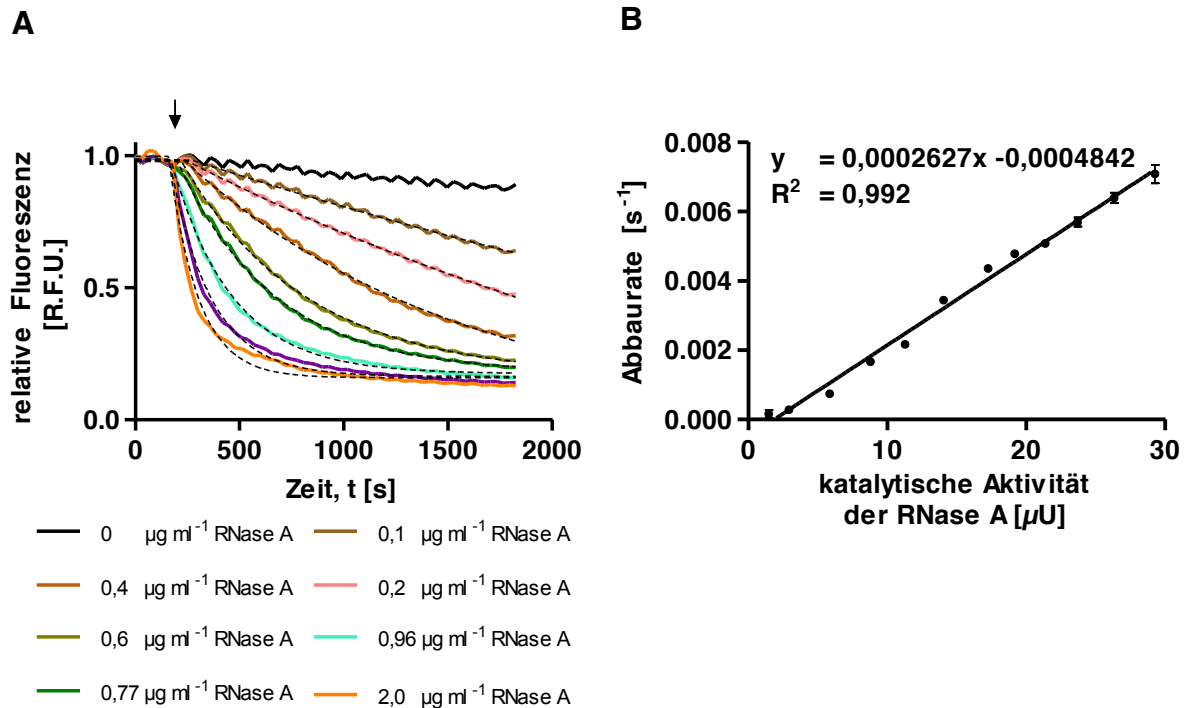 A
relative Fluoreszenz
[R.F.U.]
1.0
0.5
0.0
0 500 1000 1500 2000
Zeit, t [s]
0 µg ml⁻¹ RNase A
0,1 µg ml⁻¹ RNase A
0,4 µg ml⁻¹ RNase A
0,2 µg ml⁻¹ RNase A
0,6 µg ml⁻¹ RNase A
0,96 µg ml⁻¹ RNase A
0,77 µg ml⁻¹ RNase A
2,0 µg ml⁻¹ RNase A
B
Abbaurate [s⁻¹]
0.008
0.006
0.004
0.002
0.000
y = 0,0002627x -0,0004842
R² = 0,992
0 10 20 30
katalytische Aktivität
der RNase A [µU]